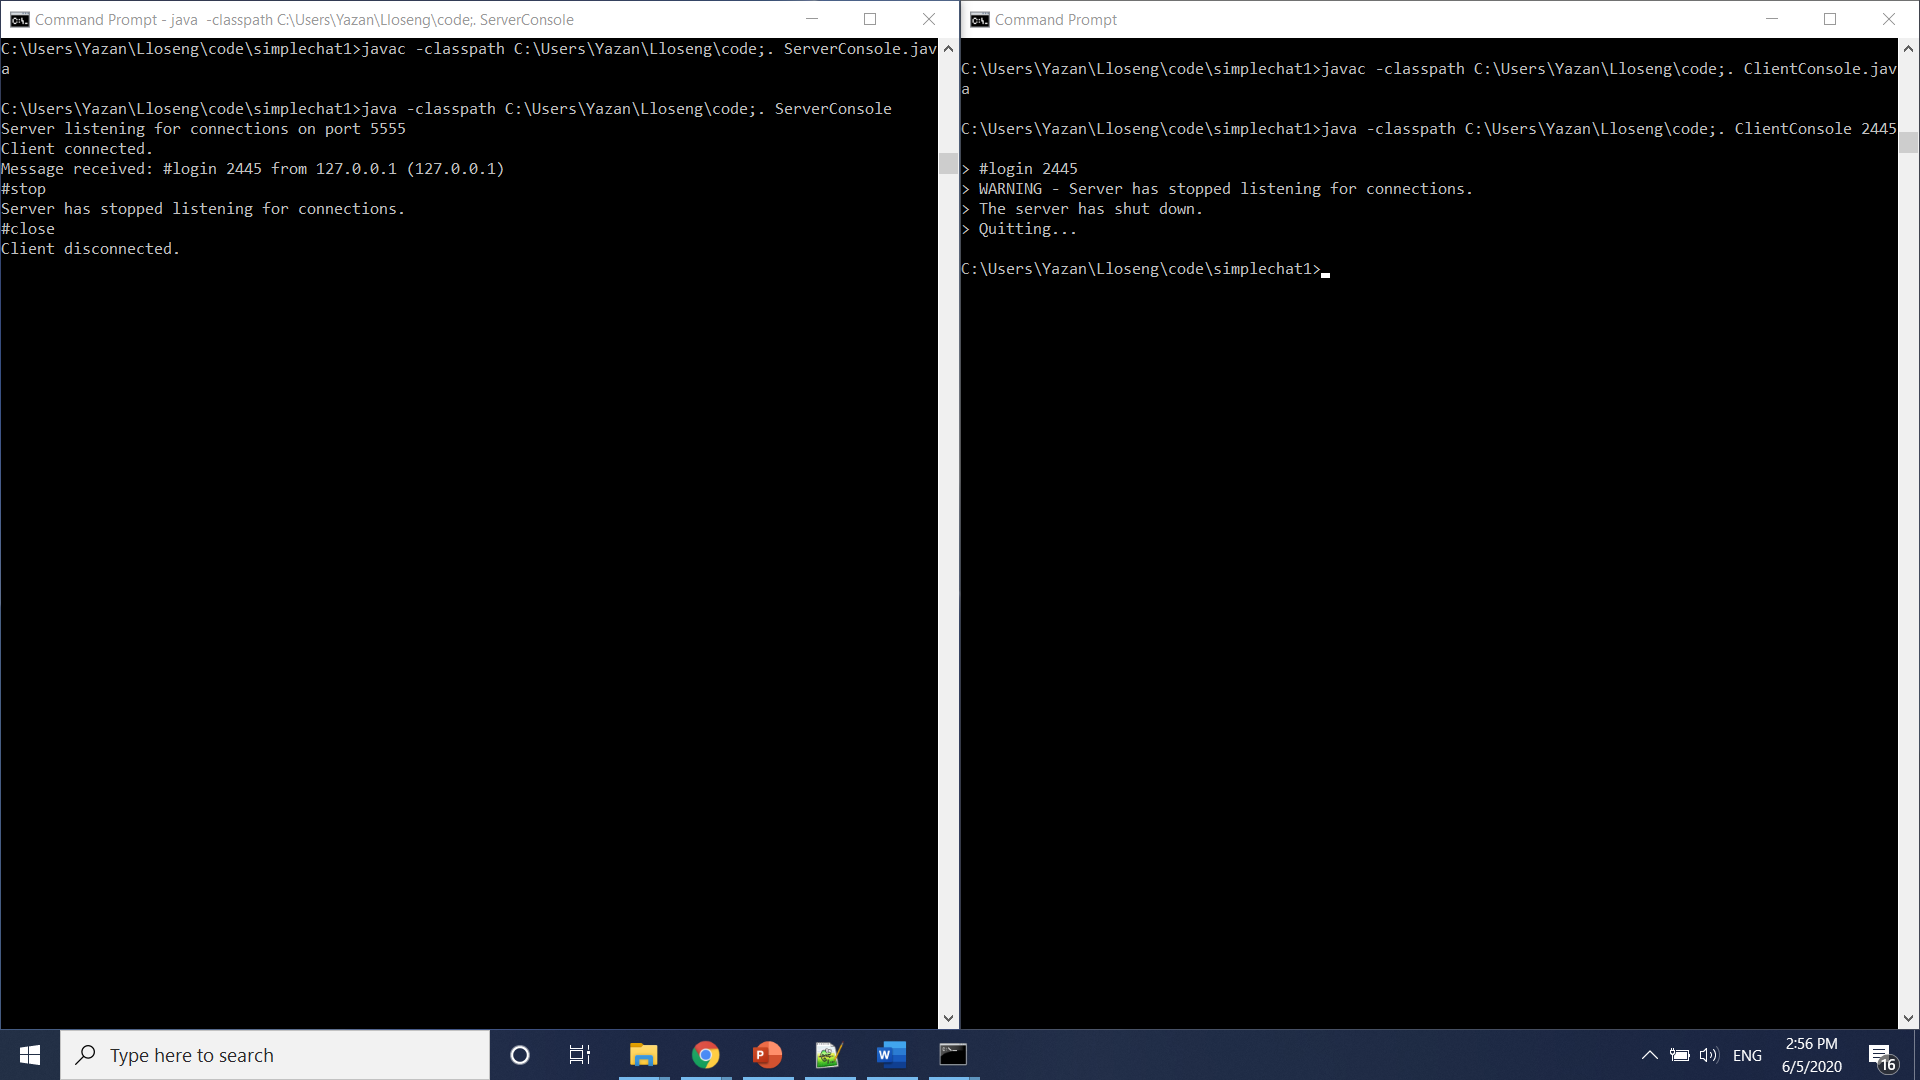 Command Prompt - java  -classpath C:\Users\Yazan\Lloseng\code;. ServerConsole
C:\Users\Yazan\Lloseng\code\simplechat1>javac -classpath C:\Users\Yazan\Lloseng\code;. ServerConsole.jav
a
C:\Users\Yazan\Lloseng\code\simplechat1>java -classpath C:\Users\Yazan\Lloseng\code;. ServerConsole
Server listening for connections on port 5555
Client connected.
Message received: #login 2445 from 127.0.0.1 (127.0.0.1)
#stop
Server has stopped listening for connections.
#close
Client disconnected.
Command Prompt
C:\Users\Yazan\Lloseng\code\simplechat1>javac -classpath C:\Users\Yazan\Lloseng\code;. ClientConsole.jav
a
C:\Users\Yazan\Lloseng\code\simplechat1>java -classpath C:\Users\Yazan\Lloseng\code;. ClientConsole 2445
> #login 2445
> WARNING - Server has stopped listening for connections.
> The server has shut down.
> Quitting...
C:\Users\Yazan\Lloseng\code\simplechat1>
Type here to search
ENG
2:56 PM
6/5/2020
16